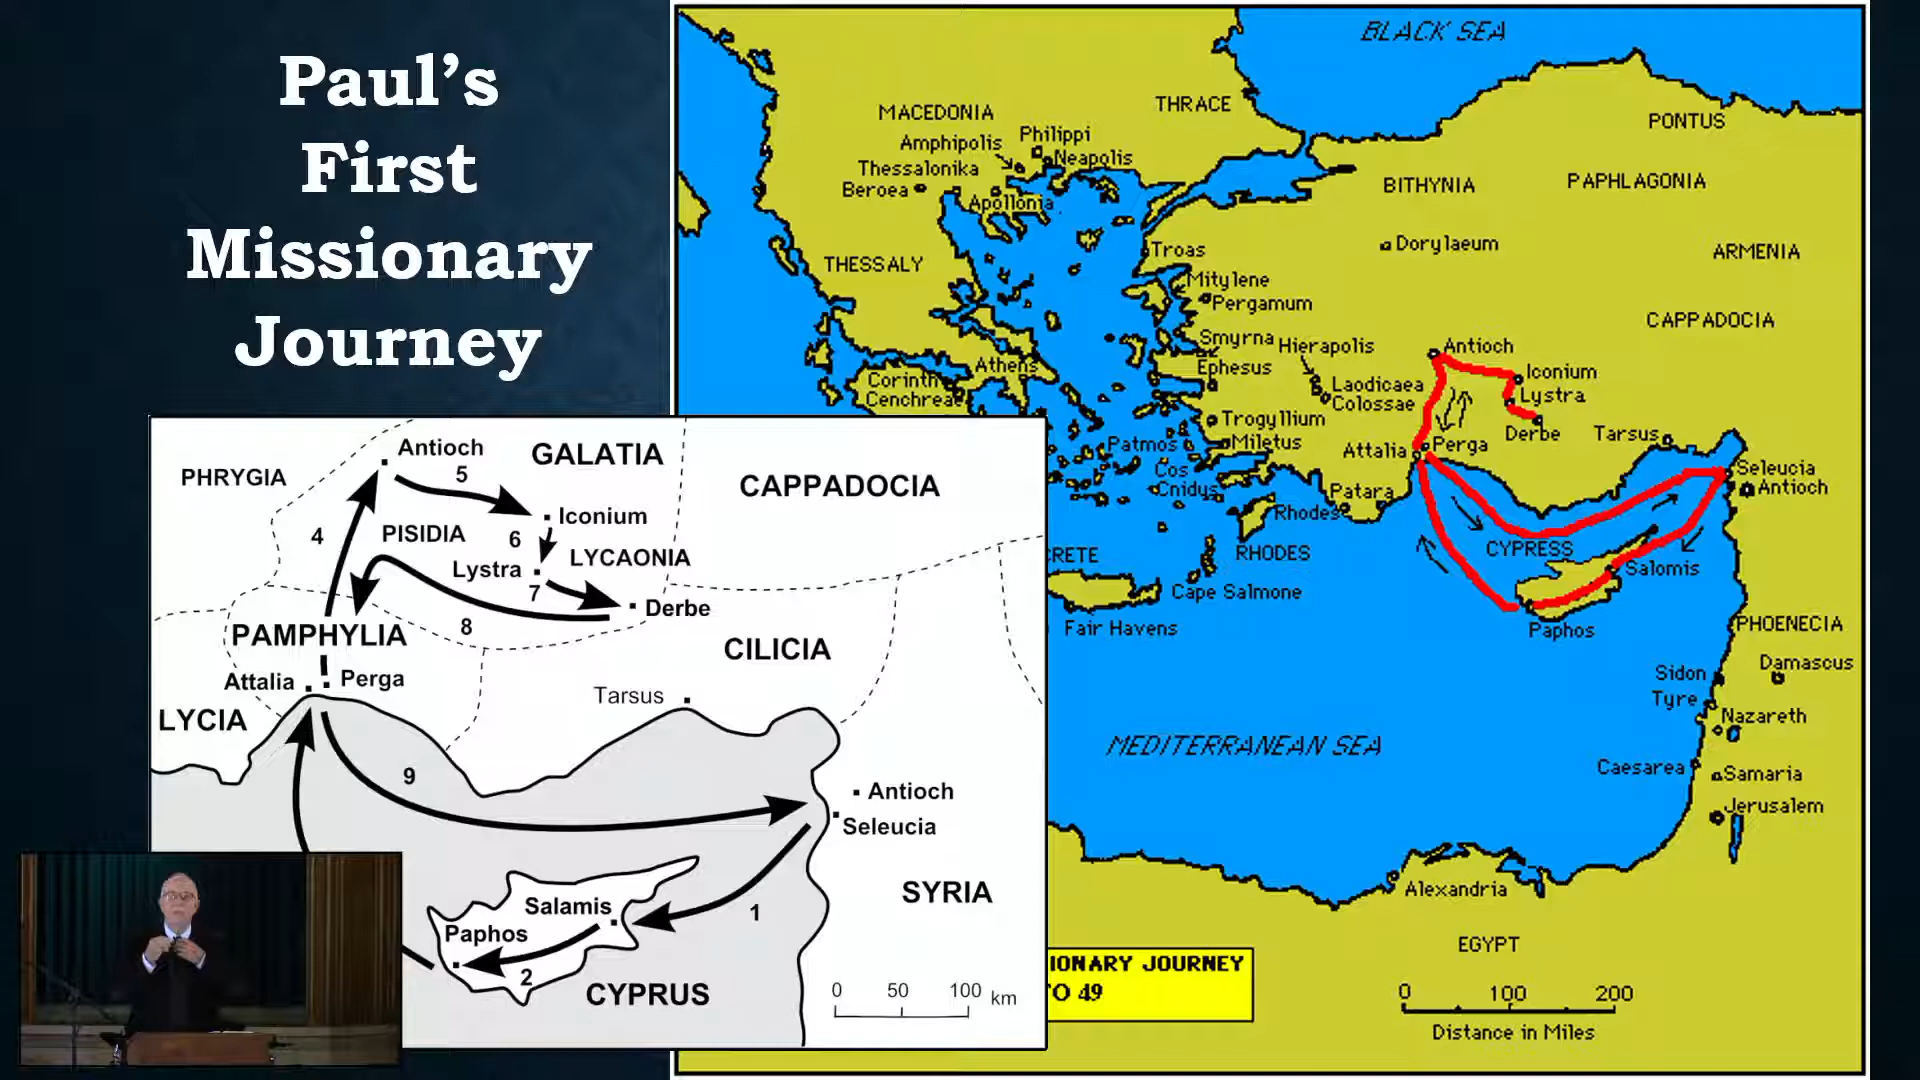 Paul’s
First
Missionary
Journey
BLACK SEA
MACEDONIA
THRACE
PONTUS
Amphipolis
Philippi
Neapolis
Thessalonika
Beroea
Apollonia
BITHYNIA
PAPHLAGONIA
THESSALY
Troas
Dorylaeum
ARMENIA
Mitylene
Pergamum
CAPPADOCIA
Smyrna
Hierapolis
Antioch
Ephesus
Athens
Iconium
Corinth
Cenchreae
Laodicaea
Colossae
Lystra
Trogyllium
Derbe
Tarsus
Patmos
Miletus
Attalia
Perga
Cos
Cnidus
Seleucia
Antioch
Patara
Rhodes
RHODES
CYPRESS
CRETE
Salomis
Cape Salmone
Fair Havens
Paphos
PHOENECIA
Sidon
Damascus
Tyre
Nazareth
MEDITERRANEAN SEA
Caesarea
Samaria
Jerusalem
Alexandria
EGYPT
IONARY JOURNEY
TO 49
0 100 200
Distance in Miles
PHRYGIA
Antioch
GALATIA
5
CAPPADOCIA
4
PISIDIA
Iconium
6
LYCAONIA
Lystra
7
Derbe
8
PAMPHYLIA
CILICIA
Attalia
Perga
Tarsus
LYCIA
9
Antioch
Seleucia
SYRIA
Salamis
1
Paphos
2
CYPRUS
0 50 100 km